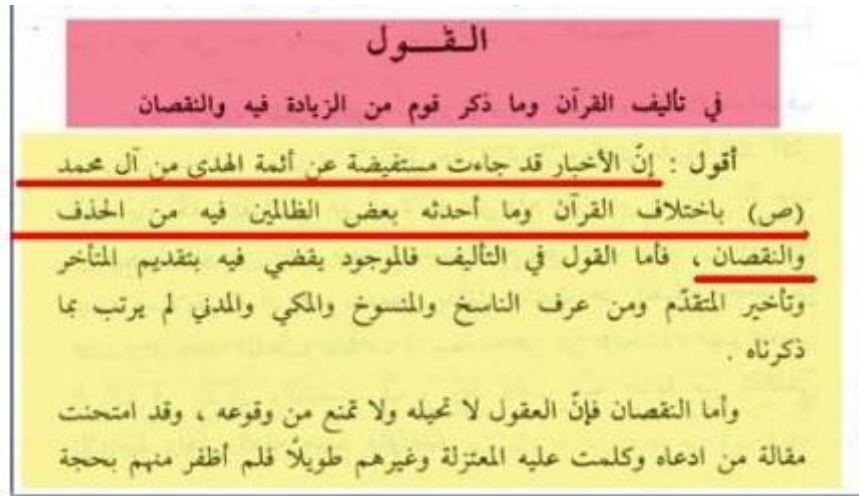 القـول
في تأليف القرآن وما ذكر قوم من الزيادة فيه والنقصان
أقول : إنّ الأخبار قد جاءت مستفيضة عن أئمة الهدى من آل محمد
(ص) باختلاف القرآن وما أحدثه بعض الظالمين فيه من الحذف
والنقصان ، فأما القول في التأليف فالموجود يقضي فيه بتقديم المتأخر
وتأخير المتقدّم ومن عرف الناسخ والمنسوخ والمكي والمدني لم يرتب بما
ذكرناه .
وأما النقصان فإنّ العقول لا تحيله ولا تمنع من وقوعه ، وقد امتحنت
مقالة من ادعاه وكلمت عليه المعتزلة وغيرهم طويلًا فلم أظفر منهم بحجة